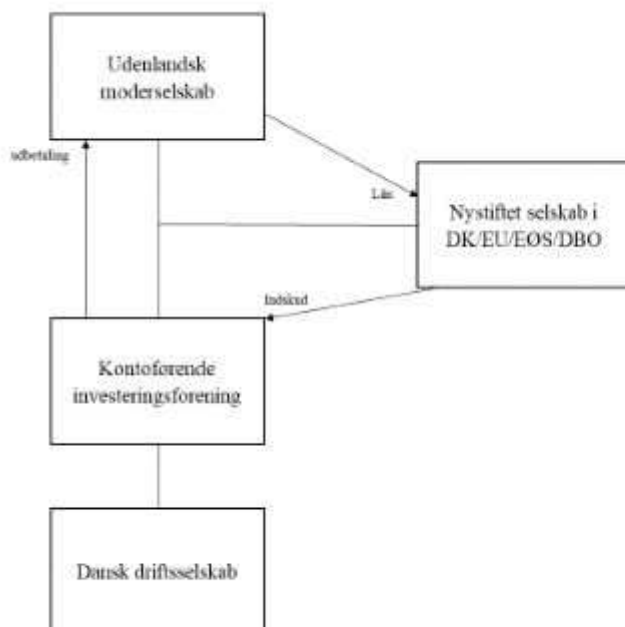 Udenlandsk
moderselskab
udbetaling
Lån
Nystiftet selskab i
DK/EU/EØS/DBO
Indskud
Kontoførende
investeringsforening
Dansk driftsselskab